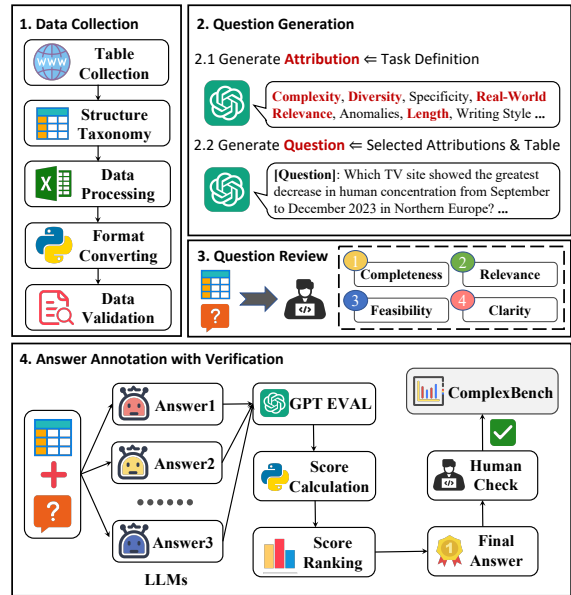 1. Data Collection
WWW
Table
Collection
Structure
Taxonomy
Data
Processing
Format
Converting
Data
Validation
2. Question Generation
2.1 Generate Attribution ⇐ Task Definition
Complexity, Diversity, Specificity, Real-World
Relevance, Anomalies, Length, Writing Style ...
2.2 Generate Question ⇐ Selected Attributions & Table
[Question]: Which TV site showed the greatest
decrease in human concentration from September
to December 2023 in Northern Europe? ...
3. Question Review
?
</>
1 Completeness
2 Relevance
3 Feasibility
4 Clarity
4. Answer Annotation with Verification
?
Answer1
Answer2
......
Answer3
LLMs
GPT EVAL
Score
Calculation
Score
Ranking
1
Final
Answer
</>
Human
Check
ComplexBench